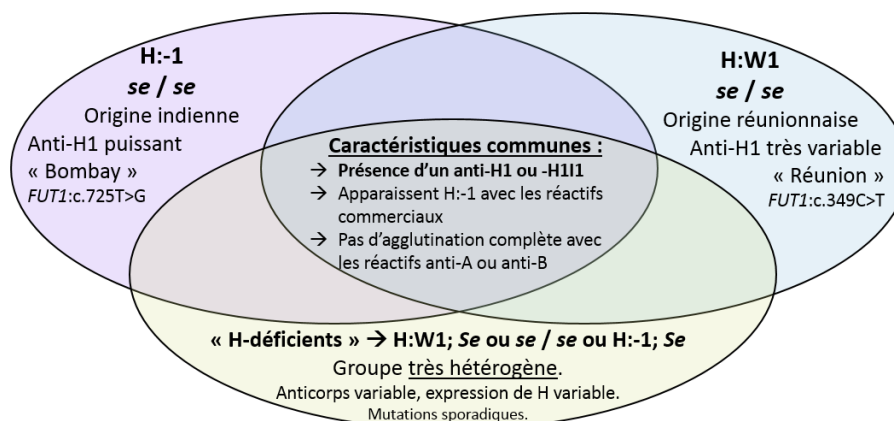 H:-1
se / se
Origine indienne
Anti-H1 puissant
« Bombay »
FUT1:c.725T>G
H:W1
se / se
Origine réunionnaise
Anti-H1 très variable
« Réunion »
FUT1:c.349C>T
Caractéristiques communes :
→ Présence d'un anti-H1 ou -H1I1
→ Apparaissent H:-1 avec les réactifs
commerciaux
→ Pas d'agglutination complète avec
les réactifs anti-A ou anti-B
« H-déficients » → H:W1; Se ou se / se ou H:-1; Se
Groupe très hétérogène.
Anticorps variable, expression de H variable.
Mutations sporadiques.